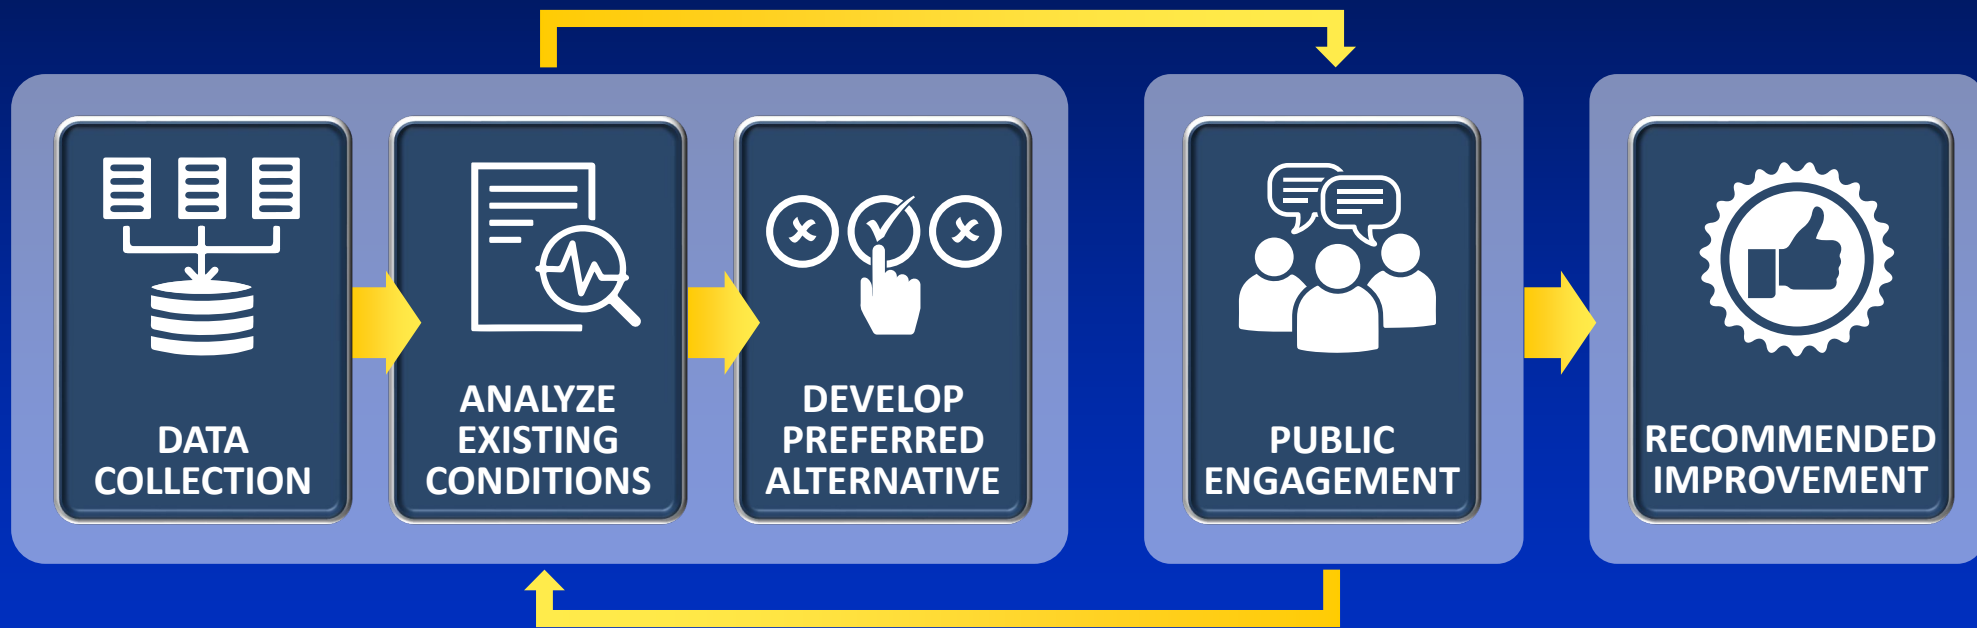 DATA
COLLECTION
ANALYZE
EXISTING
CONDITIONS
DEVELOP
PREFERRED
ALTERNATIVE
PUBLIC
ENGAGEMENT
RECOMMENDED
IMPROVEMENT